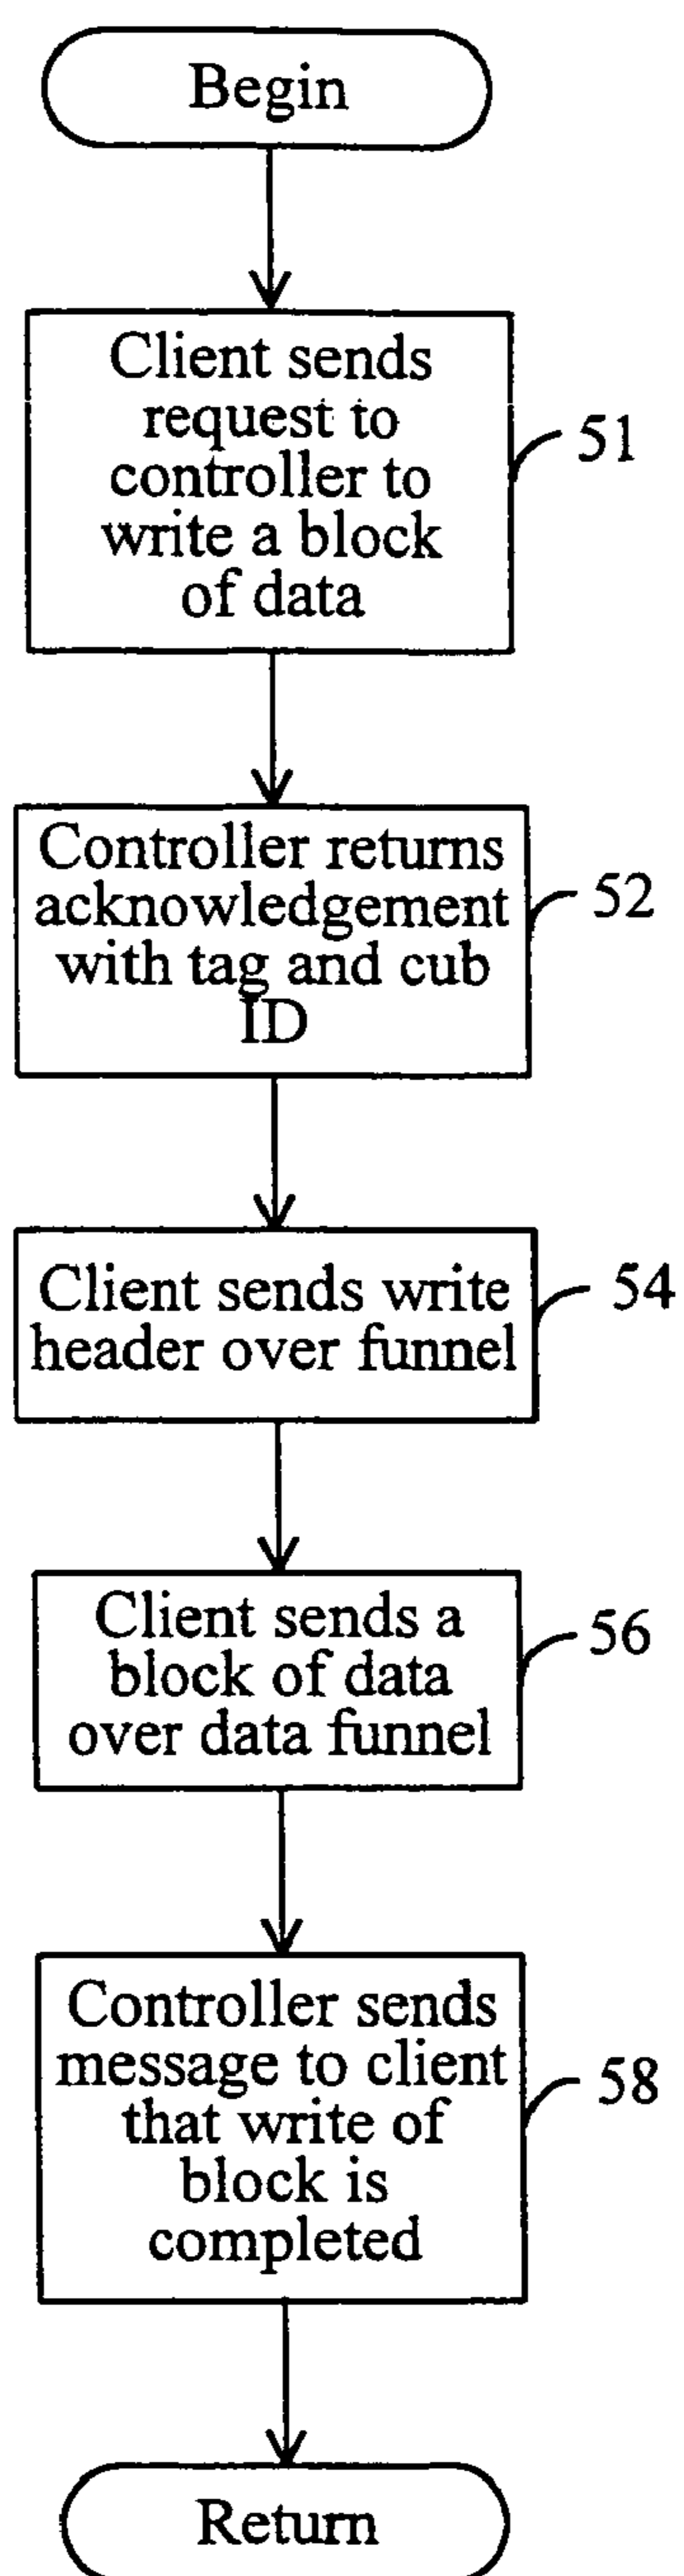 Begin
Client sends
request to
controller to
write a block
of data
51
Controller returns
acknowledgement
with tag and cub
ID
52
Client sends write
header over funnel
54
Client sends a
block of data
over data funnel
56
Controller sends
message to client
that write of
block is
completed
58
Return